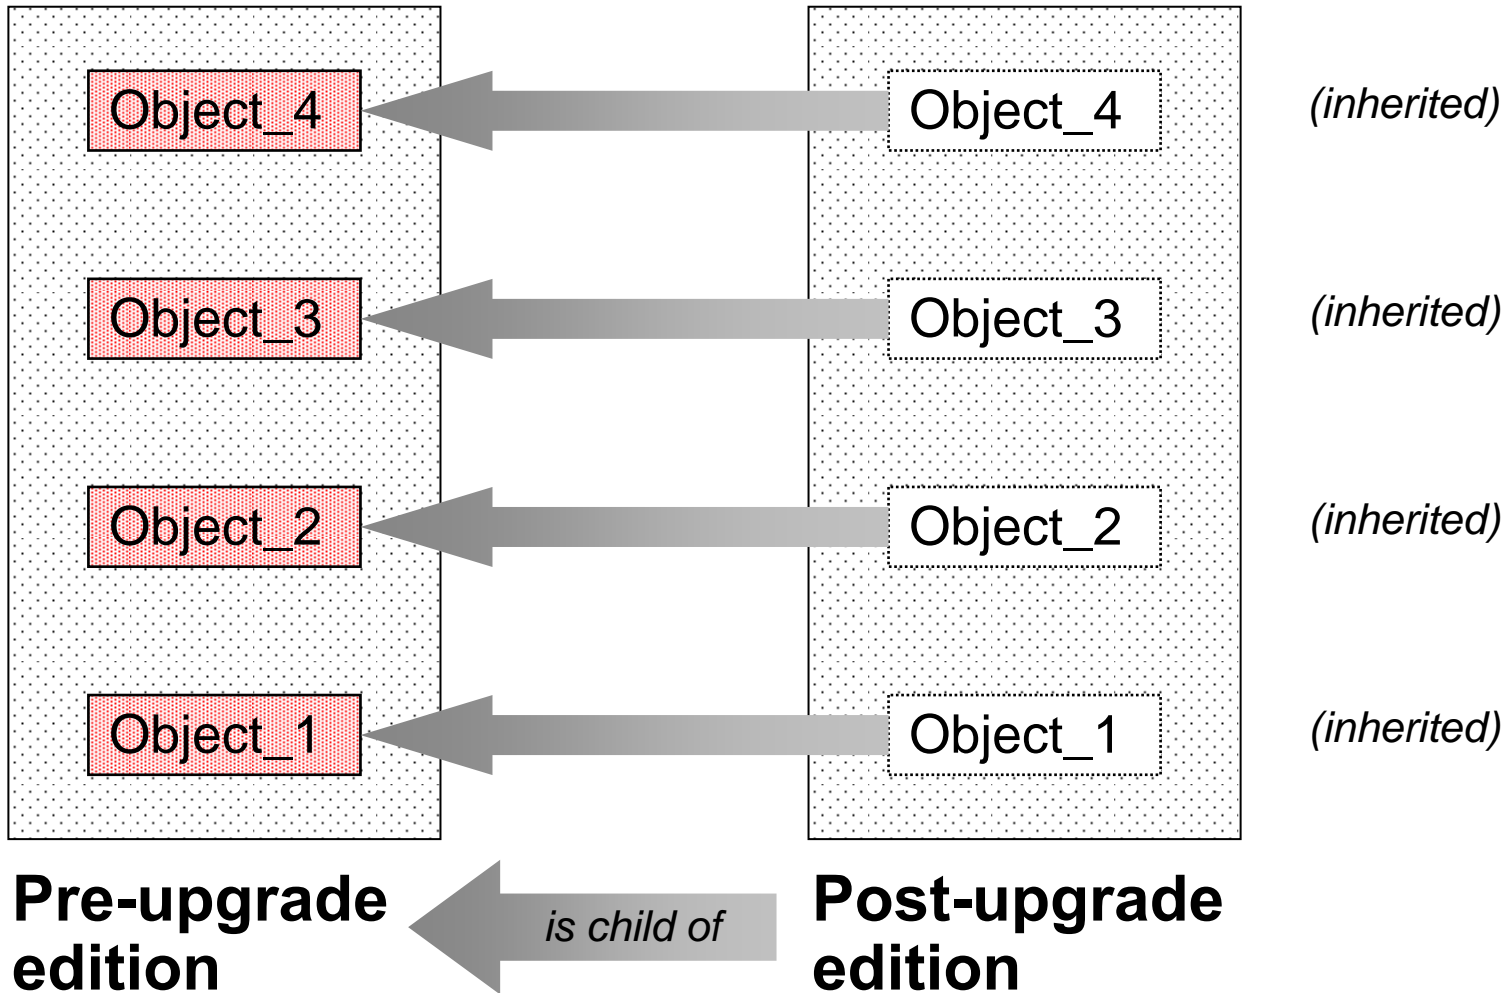 Object_4 Object_4 (inherited)
Object_3 Object_3 (inherited)
Object_2 Object_2 (inherited)
Object_1 Object_1 (inherited)
Pre-upgrade
edition
is child of
Post-upgrade
edition